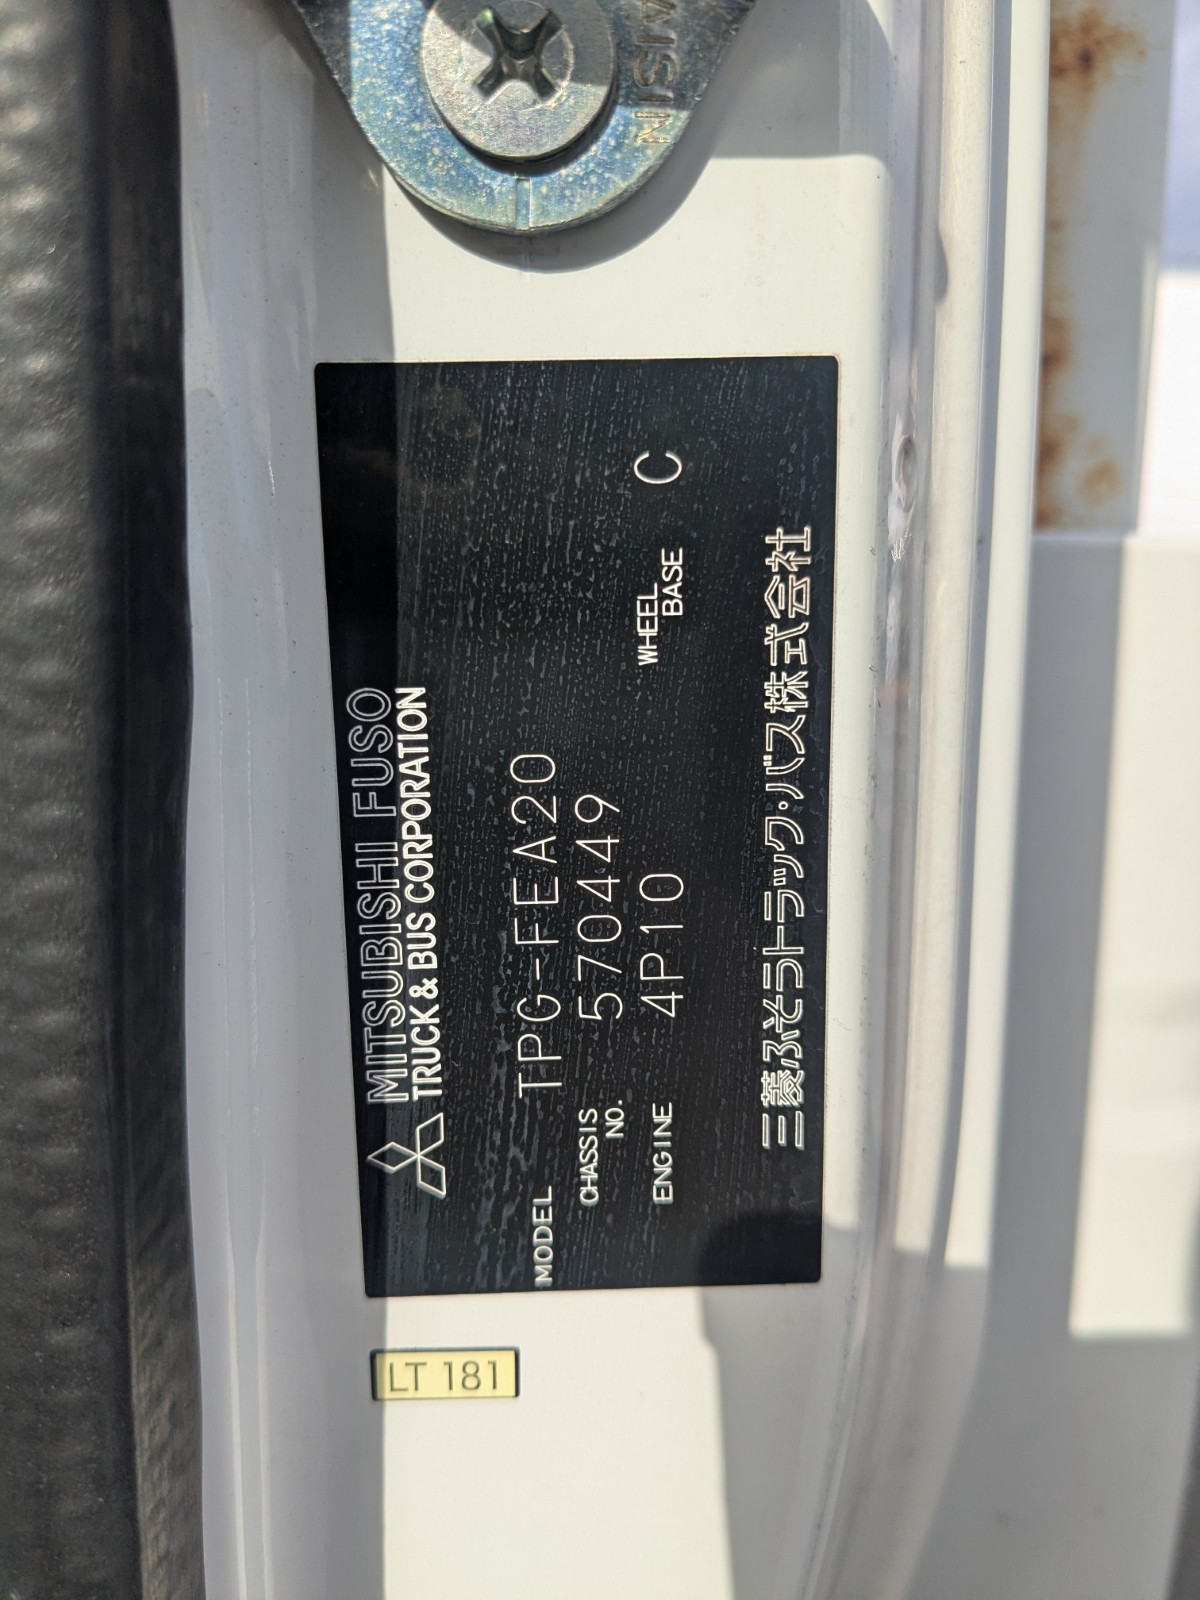 NISIVA
MITSUBISHI FUSO
TRUCK & BUS CORPORATION
MODEL TPG-FEA20
CHASSIS NO. 570449
ENGINE 4P10 WHEEL BASE C
三菱ふそうトラック・バス株式会社
LT 181